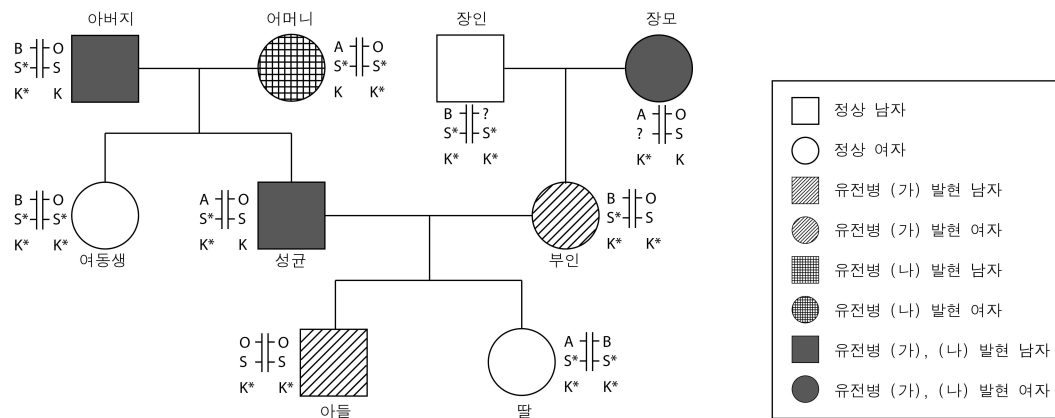 아버지 어머니 장인 장모
B O A O
S* S S* S*
K* K K K*
B ? A O
S* S* ? S
K* K* K* K
B O A O B O
S* S* S* S S* S
K* K* K* K K* K*
여동생 성균 부인
O O A B
S S S* S*
K* K* K* K*
아들 딸
정상 남자
정상 여자
유전병 (가) 발현 남자
유전병 (가) 발현 여자
유전병 (나) 발현 남자
유전병 (나) 발현 여자
유전병 (가), (나) 발현 남자
유전병 (가), (나) 발현 여자